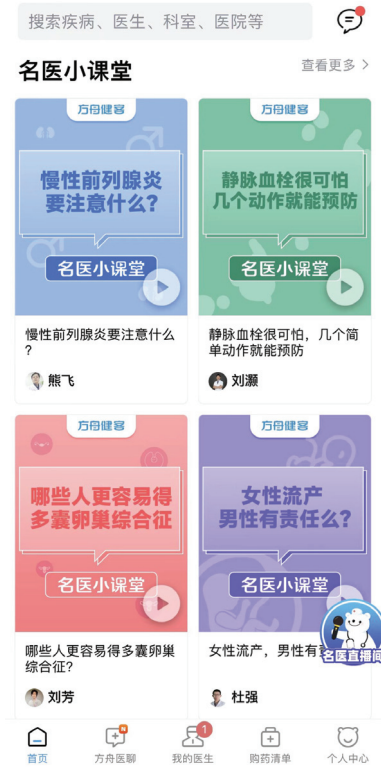 搜索疾病、医生、科室、医院等
名医小课堂
查看更多 >
方舟健客
慢性前列腺炎
要注意什么?
名医小课堂
慢性前列腺炎要注意什么
?
熊飞
方舟健客
静脉血栓很可怕
几个动作就能预防
名医小课堂
静脉血栓很可怕，几个简
单动作就能预防
刘灏
方舟健客
哪些人更容易得
多囊卵巢综合征
名医小课堂
哪些人更容易得多囊卵巢
综合征?
刘芳
方舟健客
女性流产
男性有责任么?
名医小课堂
女性流产，男性有责
杜强
名医直播间
首页
N
方舟医聊
1
我的医生
购药清单
个人中心